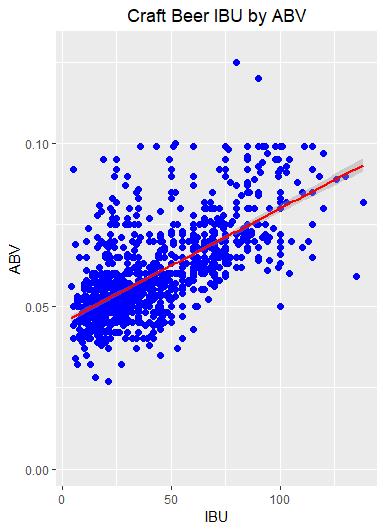 Craft Beer IBU by ABV
ABV
0.10
0.05
0.00
0 50 100
IBU